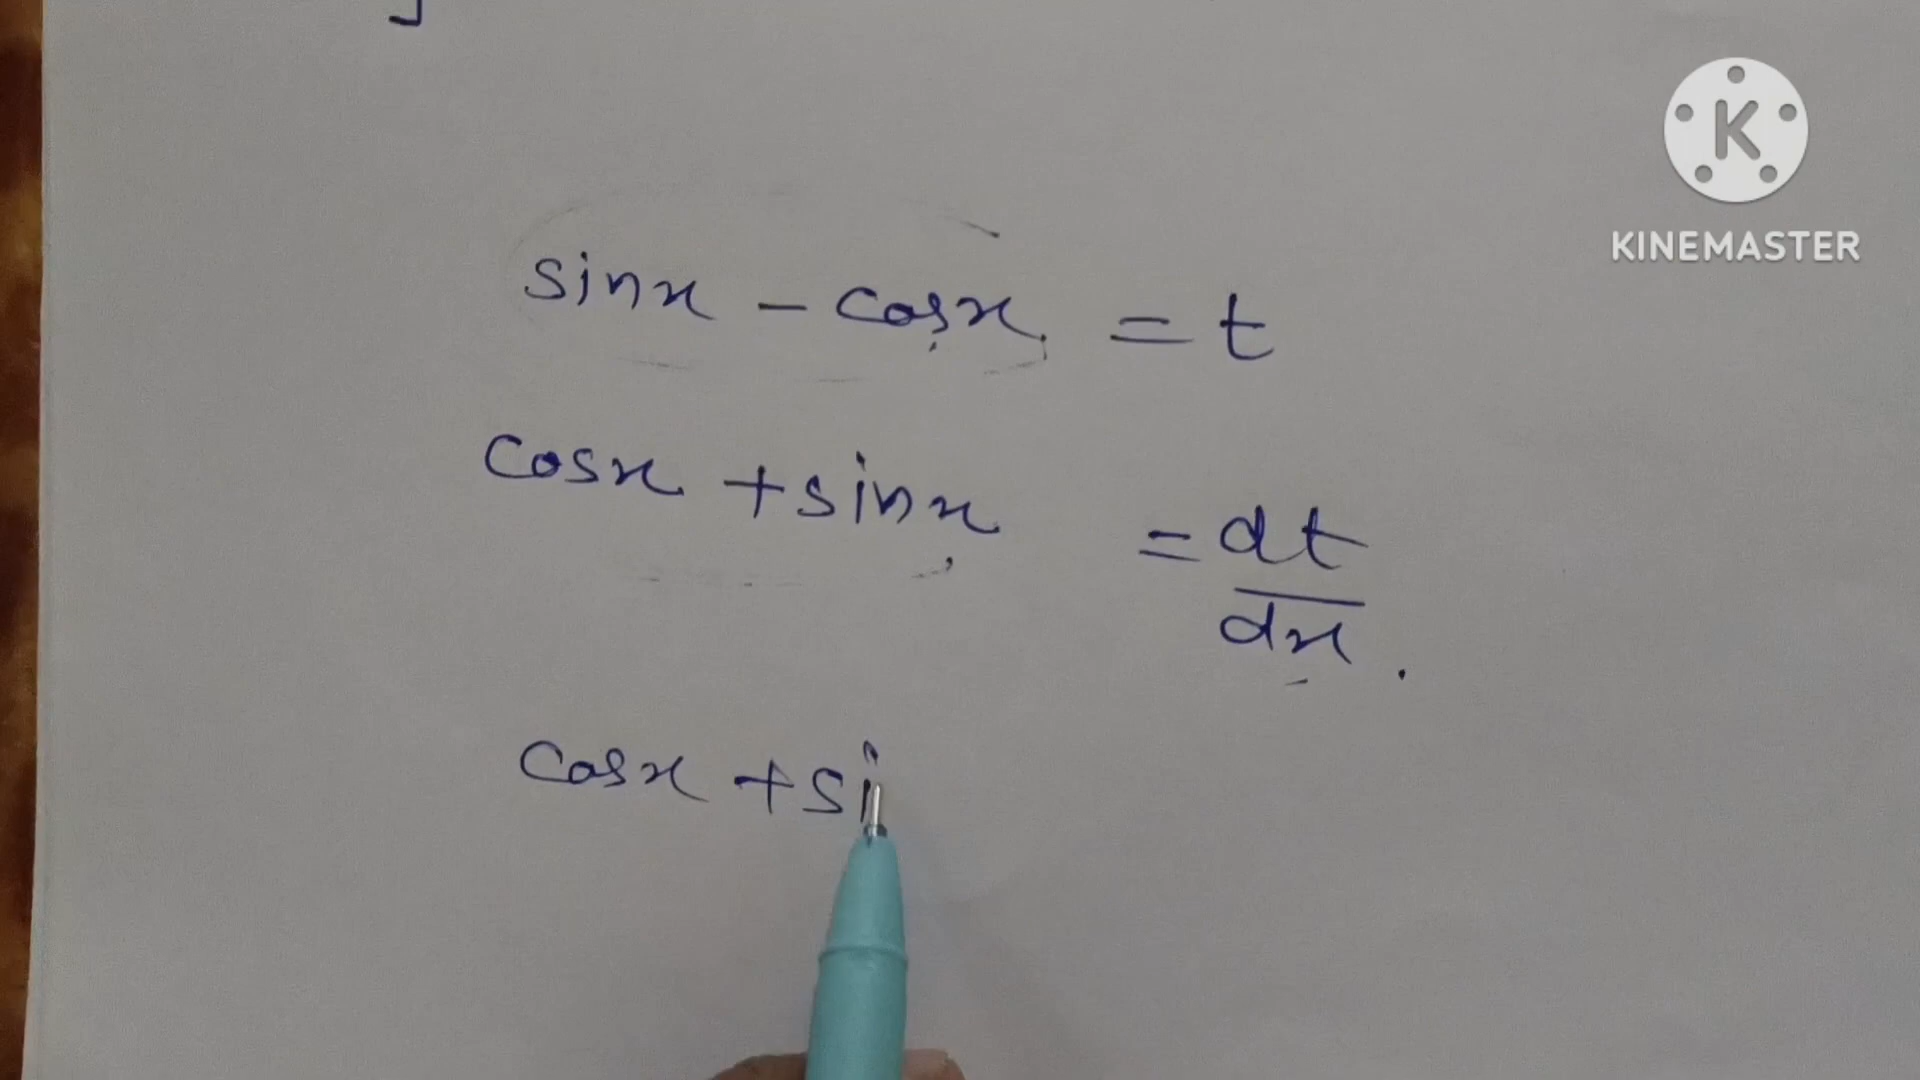 K
KINEMASTER
sinx - cosx = t
cosx + sinx = dt/dx.
cosx + si